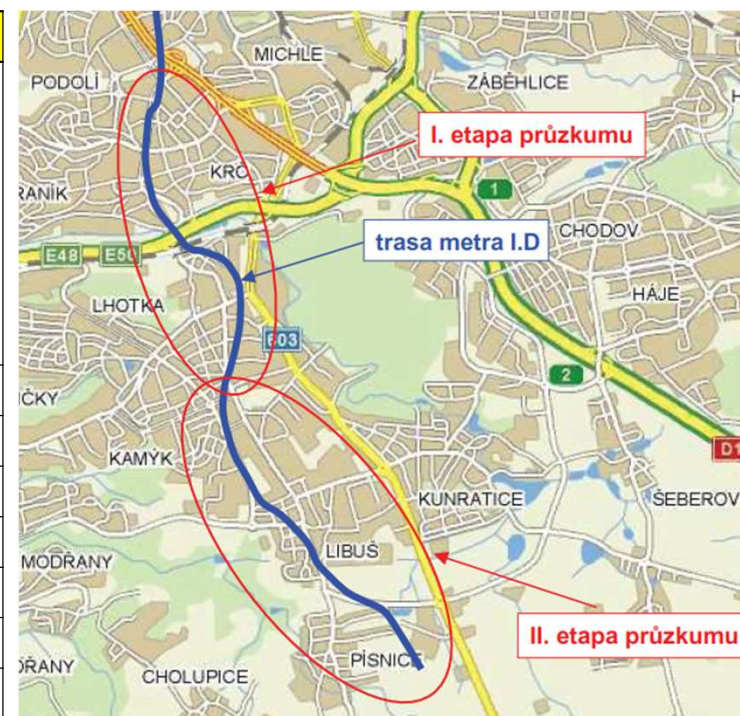 MICHLE
PODOLÍ
ZÁBĚHLICE
I. etapa průzkumu
KRČ
RANÍK
1
trasa metra I.D
CHODOV
E48
E50
HÁJE
LHOTKA
603
2
ČKY
D1
KAMÝK
KUNRATICE
ŠEBEROV
LIBUŠ
MODŘANY
II. etapa průzkumu
PÍSNICE
ŘANY
CHOLUPICE